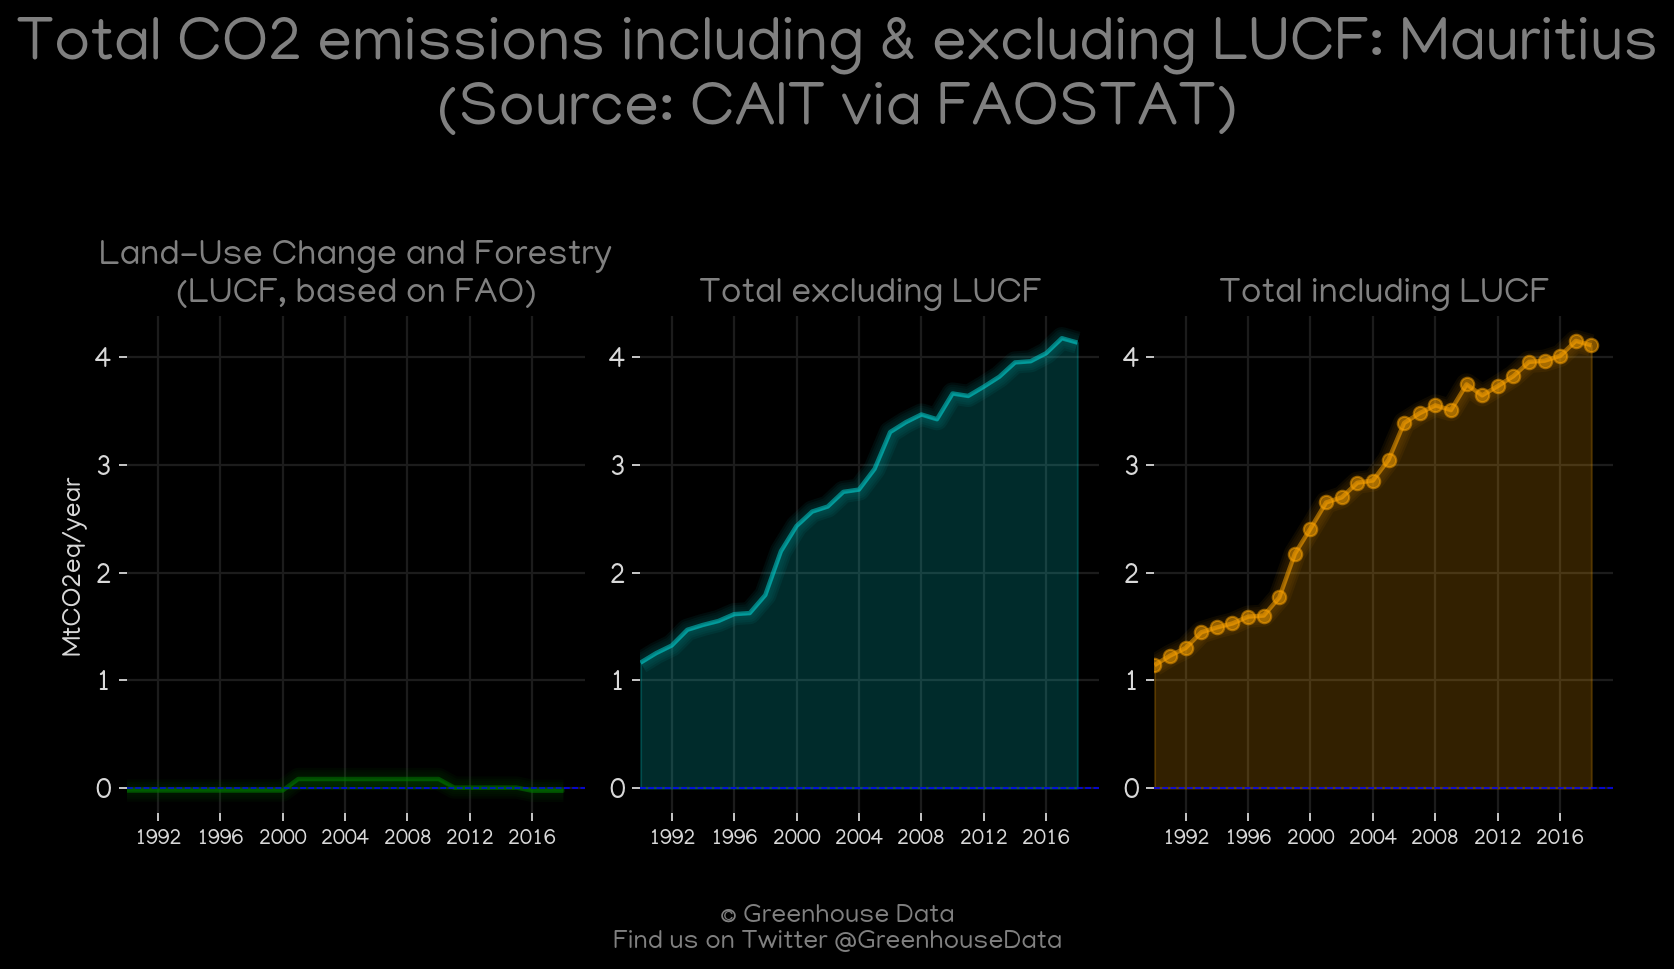 Total CO2 emissions including & excluding LUCF: Mauritius
(Source: CAIT via FAOSTAT)
Land-Use Change and Forestry
(LUCF, based on FAO)
Total excluding LUCF
Total including LUCF
MtCO2eq/year
4
3
2
1
0
1992 1996 2000 2004 2008 2012 2016
4
3
2
1
0
1992 1996 2000 2004 2008 2012 2016
4
3
2
1
0
1992 1996 2000 2004 2008 2012 2016
© Greenhouse Data
Find us on Twitter @GreenhouseData